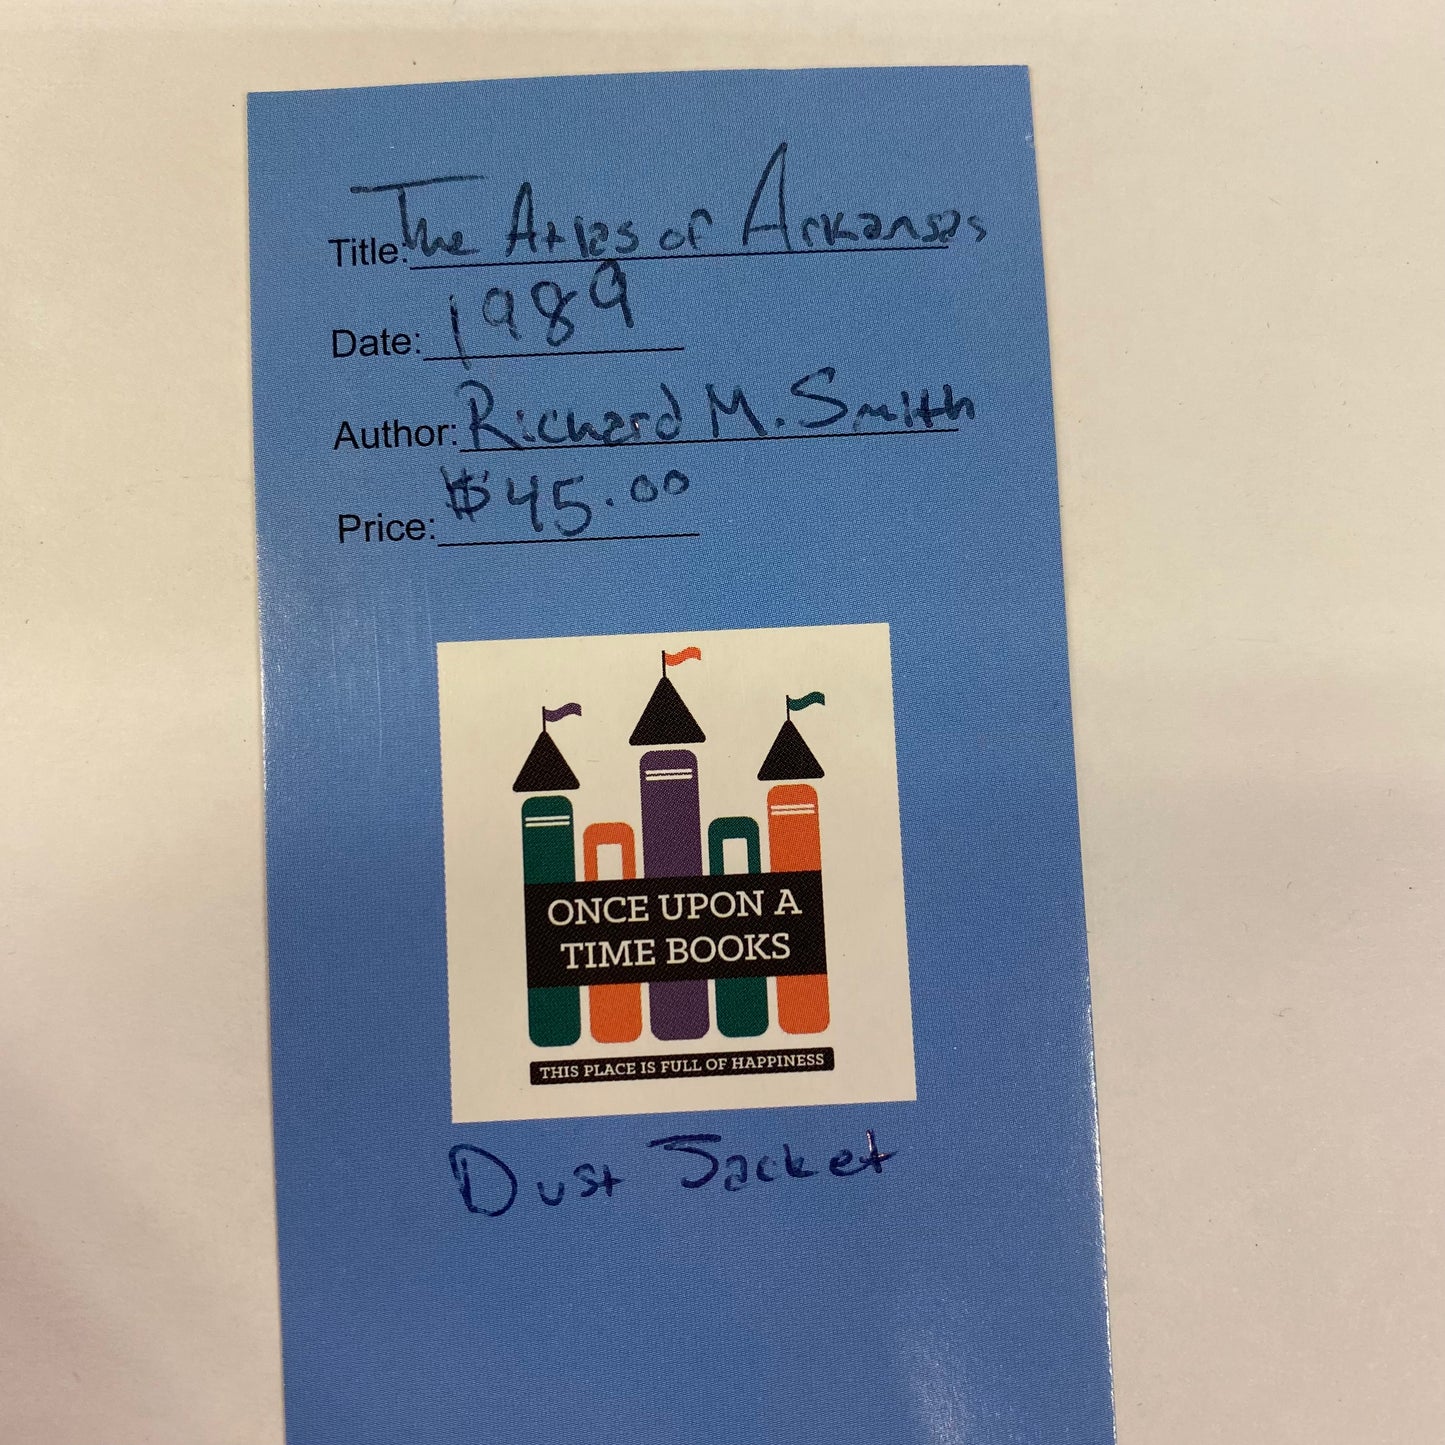 Title: The Atlas of Arkansas
Date: 1989
Author: Richard M. Smith
Price: $45.00
ONCE UPON A
TIME BOOKS
THIS PLACE IS FULL OF HAPPINESS
Dust Jacket